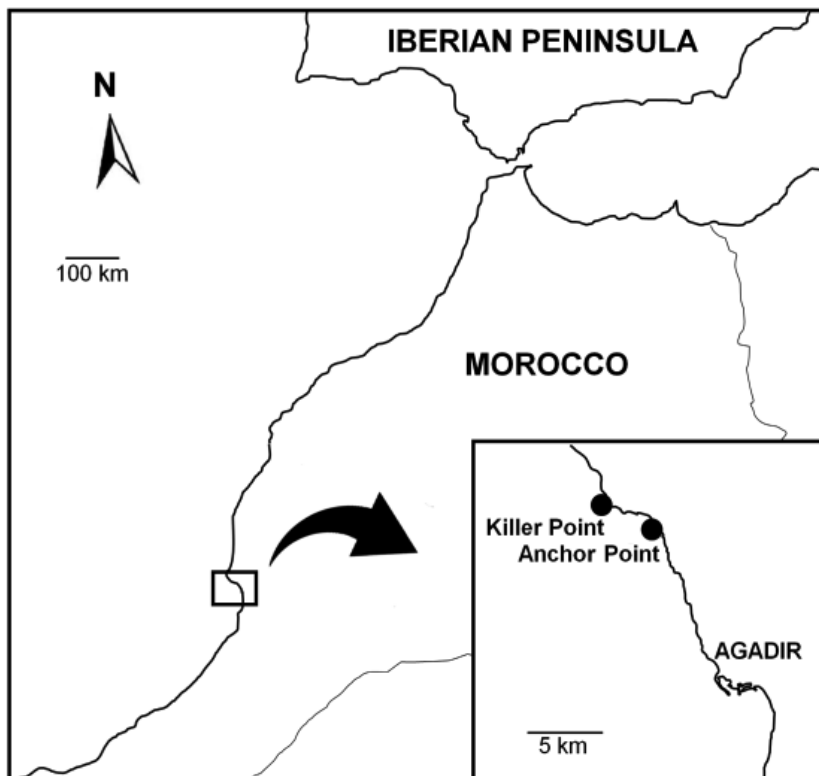 IBERIAN PENINSULA
N
100 km
MOROCCO
Killer Point
Anchor Point
AGADIR
5 km